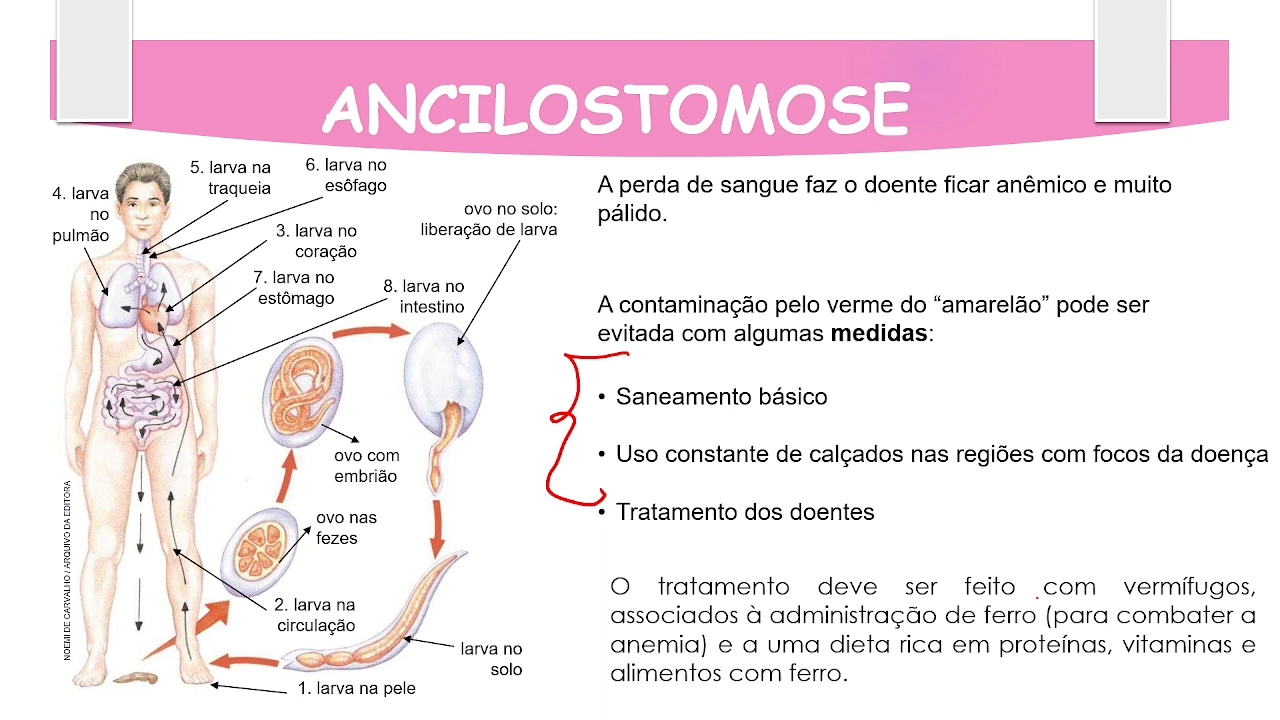 ANCILOSTOMOSE
4. larva
no
pulmão
5. larva na
traqueia
6. larva no
esôfago
3. larva no
coração
7. larva no
estômago
8. larva no
intestino
ovo no solo:
liberação de larva
ovo com
embrião
ovo nas
fezes
2. larva na
circulação
larva no
solo
1. larva na pele
NOEMI DE CARVALHO / ARQUIVO DA EDITORA
A perda de sangue faz o doente ficar anêmico e muito
pálido.
A contaminação pelo verme do “amarelão” pode ser
evitada com algumas medidas:
• Saneamento básico
• Uso constante de calçados nas regiões com focos da doença
• Tratamento dos doentes
O tratamento deve ser feito com vermífugos,
associados à administração de ferro (para combater a
anemia) e a uma dieta rica em proteínas, vitaminas e
alimentos com ferro.